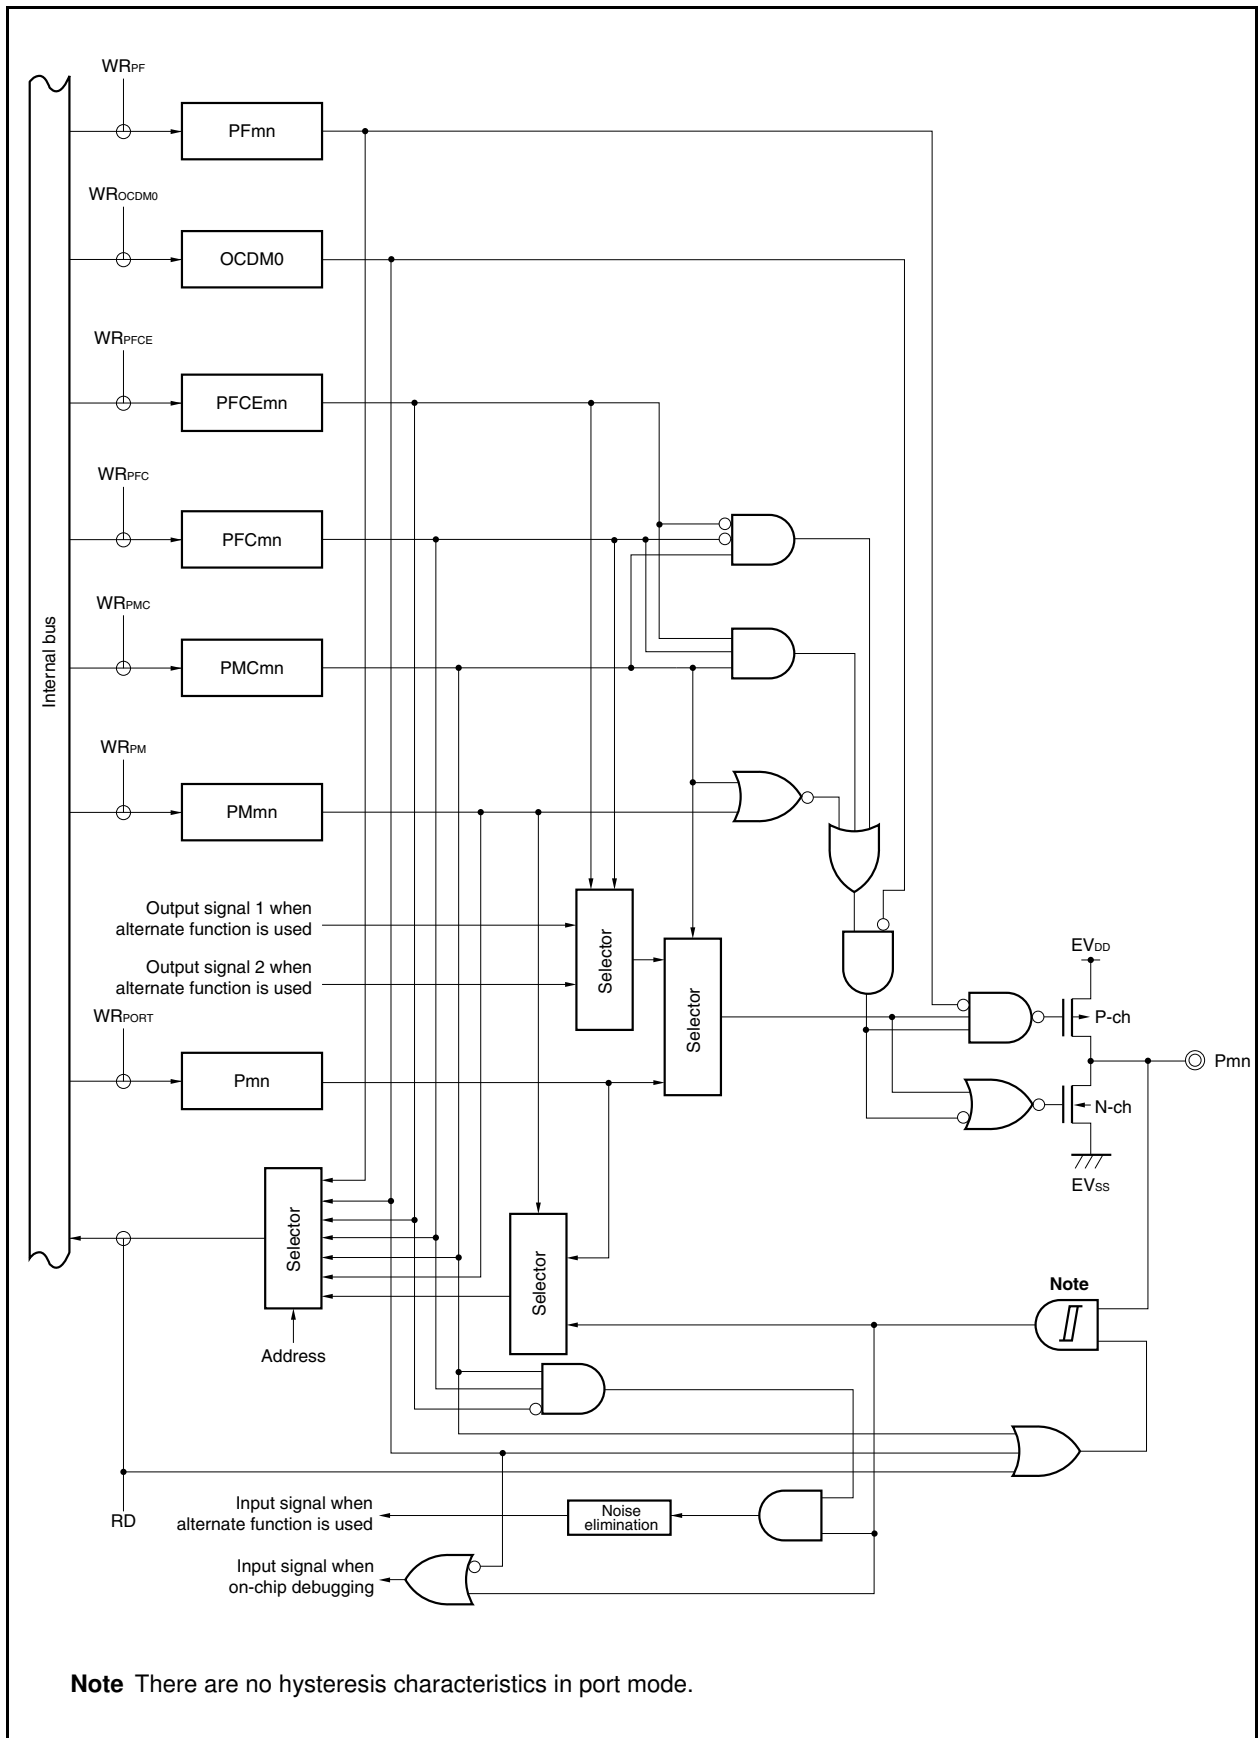 WRPF
PFmn
WROCDM0
OCDM0
WRPFCE
PFCEmn
WRPFC
PFCmn
WRPMC
PMCmn
Internal bus
WRPM
PMmn
Output signal 1 when
alternate function is used
Output signal 2 when
alternate function is used
Selector
Selector
WRPORT
Pmn
EVDD
P-ch
Pmn
N-ch
EVSS
Selector
Selector
Address
Note
RD
Input signal when
alternate function is used
Noise
elimination
Input signal when
on-chip debugging
Note There are no hysteresis characteristics in port mode.